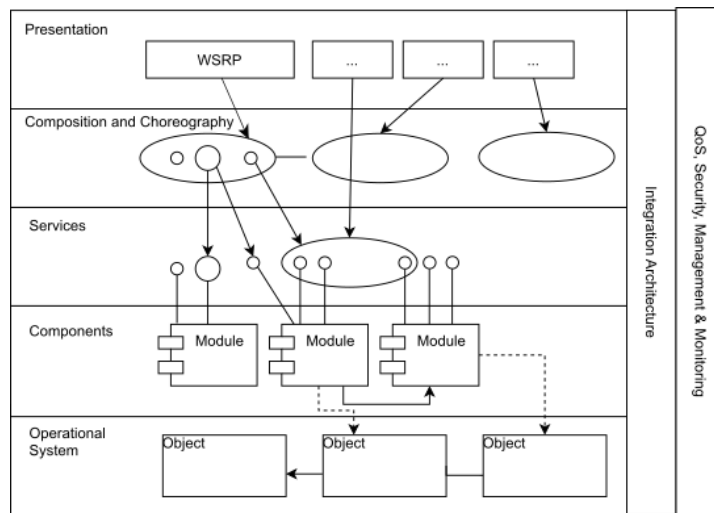 Presentation
WSRP
...
...
...
Composition and Choreography
Services
Components
Module
Module
Module
Operational
System
Object
Object
Object
Integration Architecture
QoS, Security, Management & Monitoring